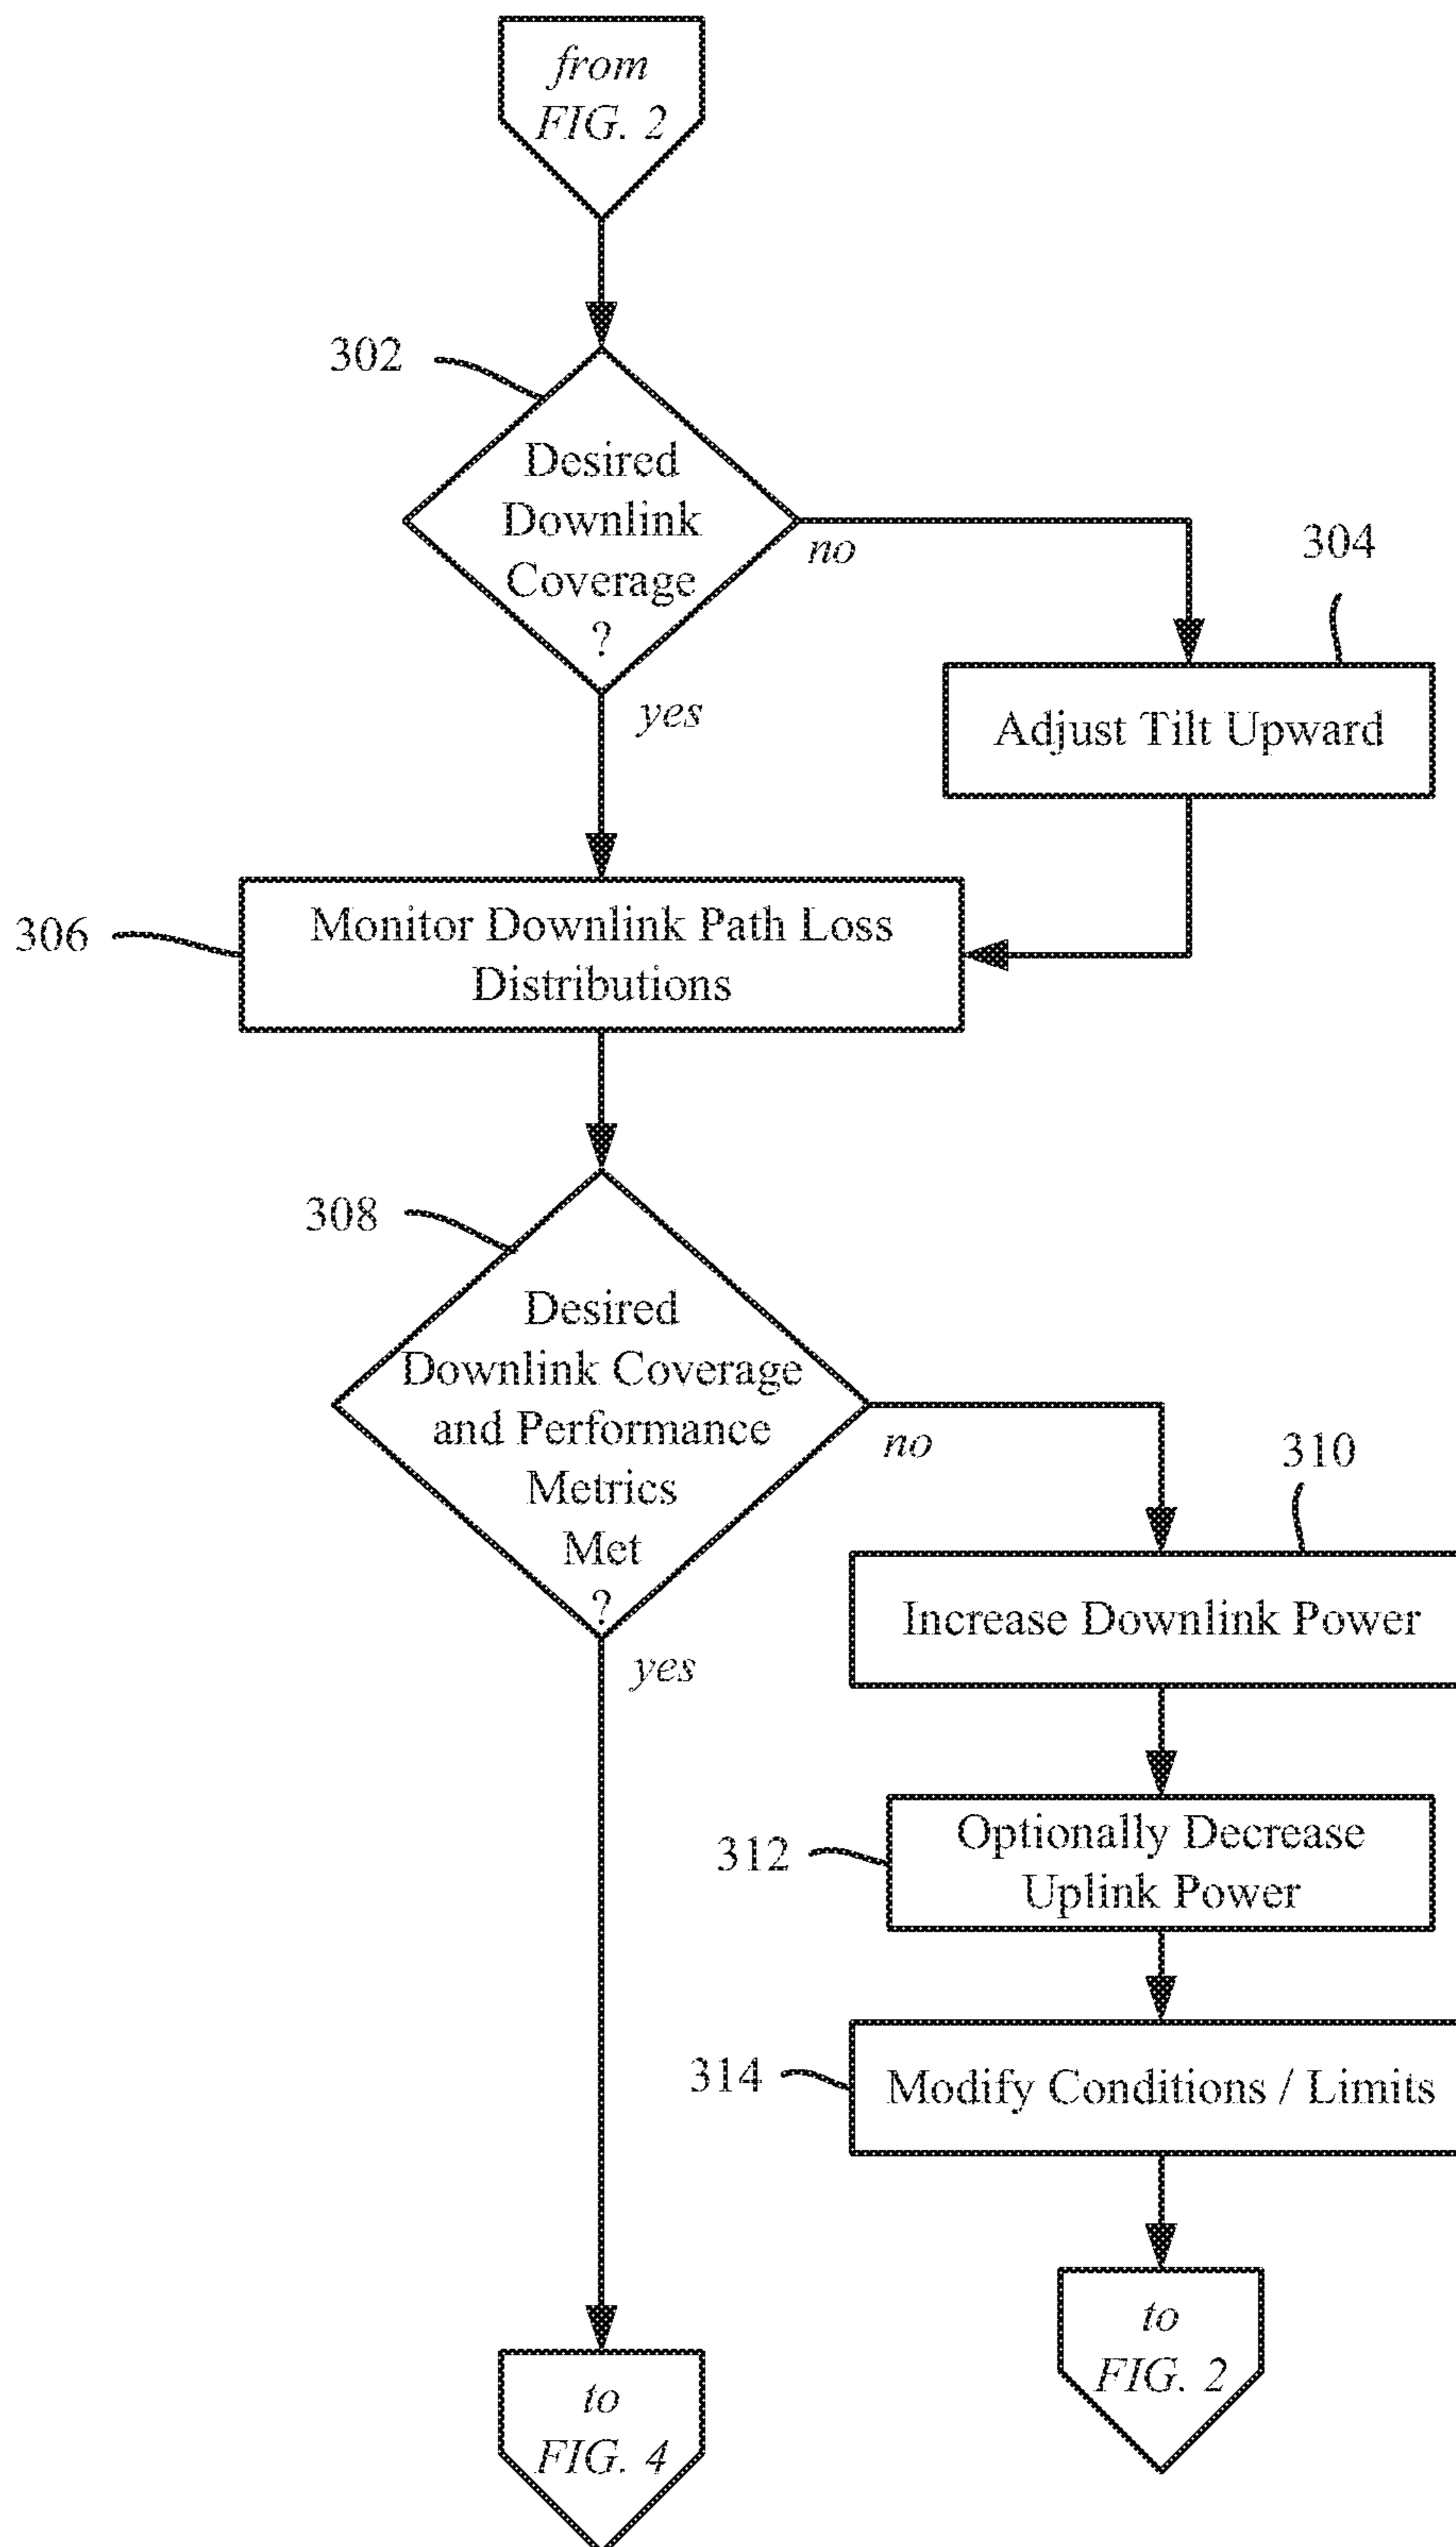 from
FIG. 2
302
Desired
Downlink
Coverage
?
no
yes
304
Adjust Tilt Upward
306
Monitor Downlink Path Loss
Distributions
308
Desired
Downlink Coverage
and Performance
Metrics
Met
?
no
yes
310
Increase Downlink Power
312
Optionally Decrease
Uplink Power
314
Modify Conditions / Limits
to
FIG. 2
to
FIG. 4